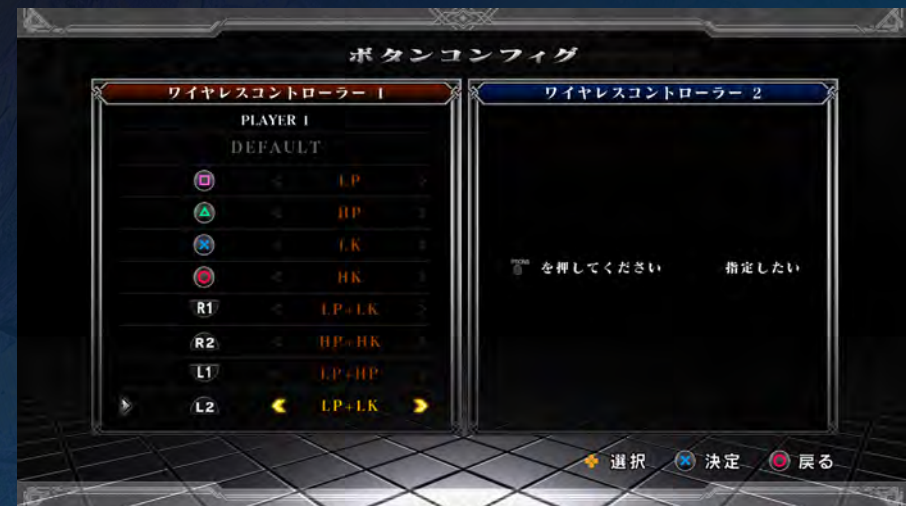 ボタンコンフィグ
ワイヤレスコントローラー 1
PLAYER 1
DEFAULT
LP
HP
LK
HK
R1 LP+LK
R2 HP+HK
L1 LP+HP
L2 LP+LK
ワイヤレスコントローラー 2
OPTIONS を押してください 指定したい
選択 決定 戻る